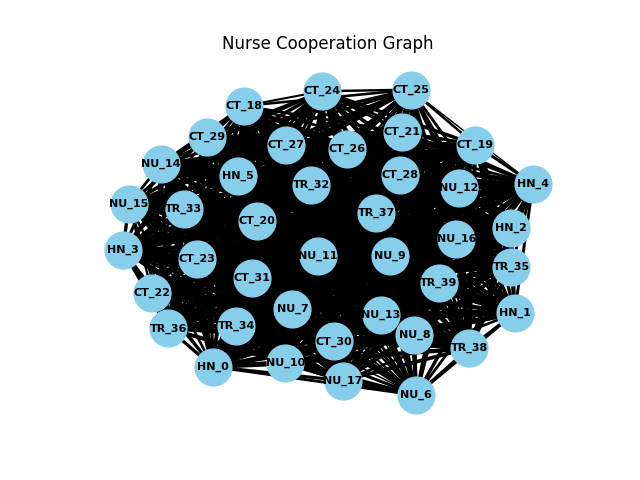 Nurse Cooperation Graph
CT_24
CT_25
CT_18
CT_21
CT_29
CT_27
CT_26
CT_19
NU_14
HN_5
TR_32
CT_28
NU_12
HN_4
NU_15
TR_33
CT_20
TR_37
HN_2
HN_3
CT_23
NU_11
NU_9
NU_16
TR_35
CT_22
CT_31
TR_39
TR_36
TR_34
NU_7
NU_13
HN_1
CT_30
NU_8
TR_38
HN_0
NU_10
NU_17
NU_6